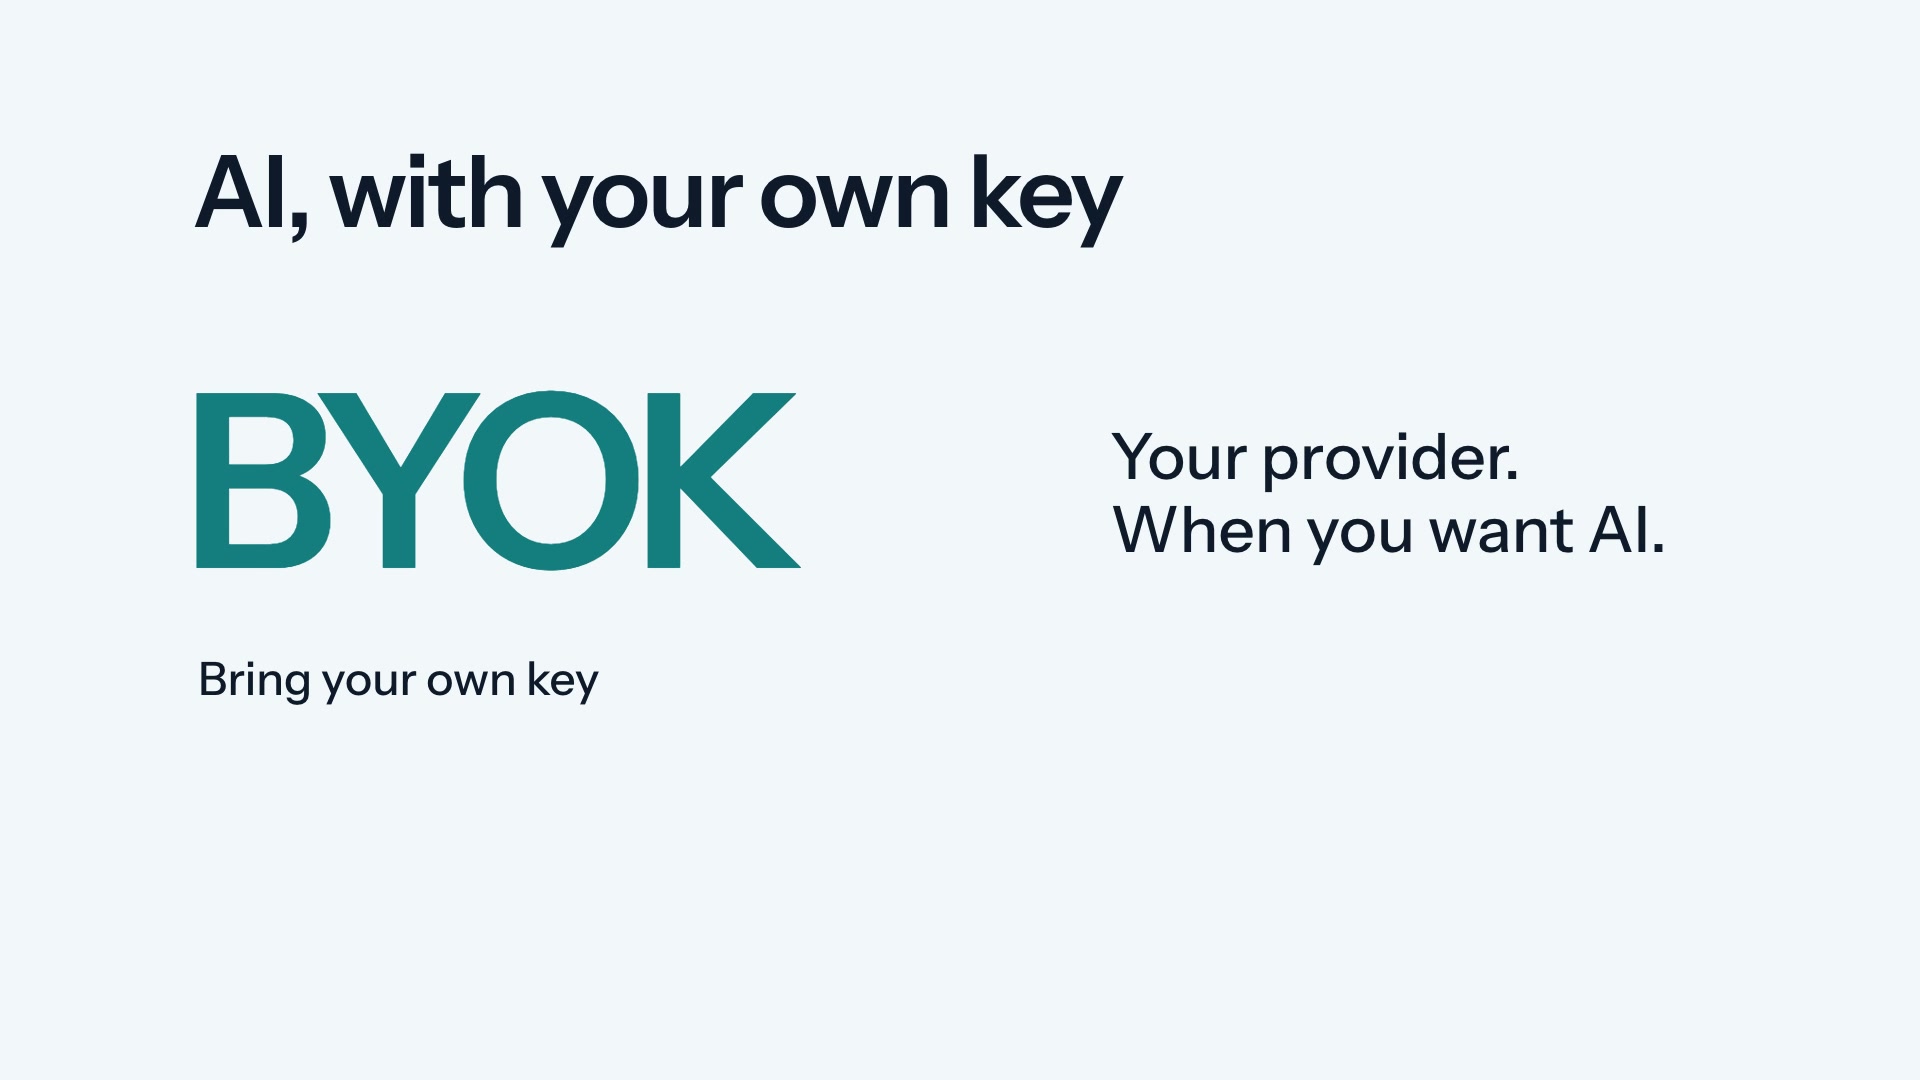 AI, with your own key
BYOK
Bring your own key
Your provider.
When you want AI.